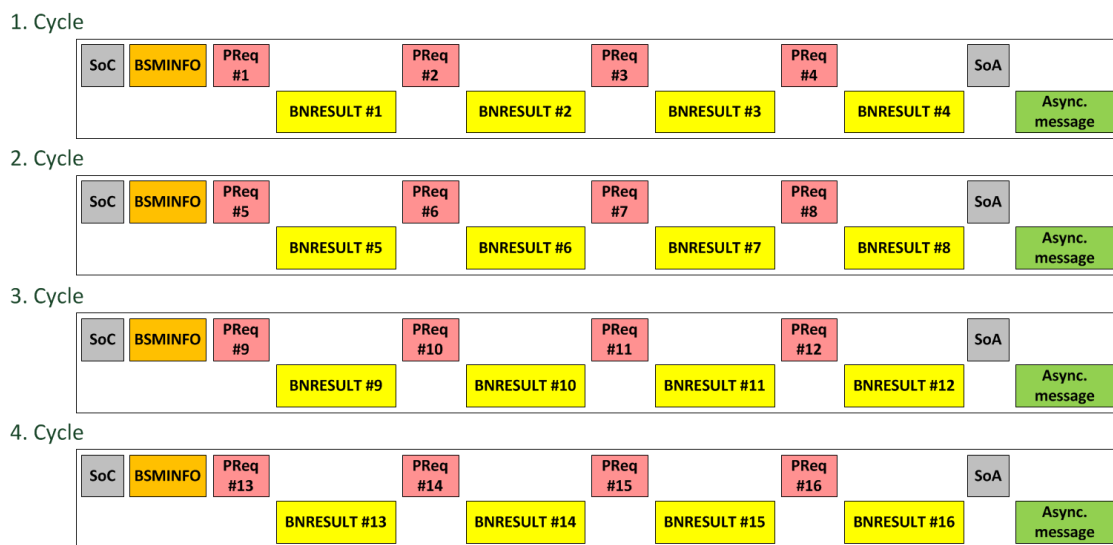 1. Cycle
SoC BSMINFO PReq #1 PReq #2 PReq #3 PReq #4 SoA
BNRESULT #1 BNRESULT #2 BNRESULT #3 BNRESULT #4 Async. message
2. Cycle
SoC BSMINFO PReq #5 PReq #6 PReq #7 PReq #8 SoA
BNRESULT #5 BNRESULT #6 BNRESULT #7 BNRESULT #8 Async. message
3. Cycle
SoC BSMINFO PReq #9 PReq #10 PReq #11 PReq #12 SoA
BNRESULT #9 BNRESULT #10 BNRESULT #11 BNRESULT #12 Async. message
4. Cycle
SoC BSMINFO PReq #13 PReq #14 PReq #15 PReq #16 SoA
BNRESULT #13 BNRESULT #14 BNRESULT #15 BNRESULT #16 Async. message